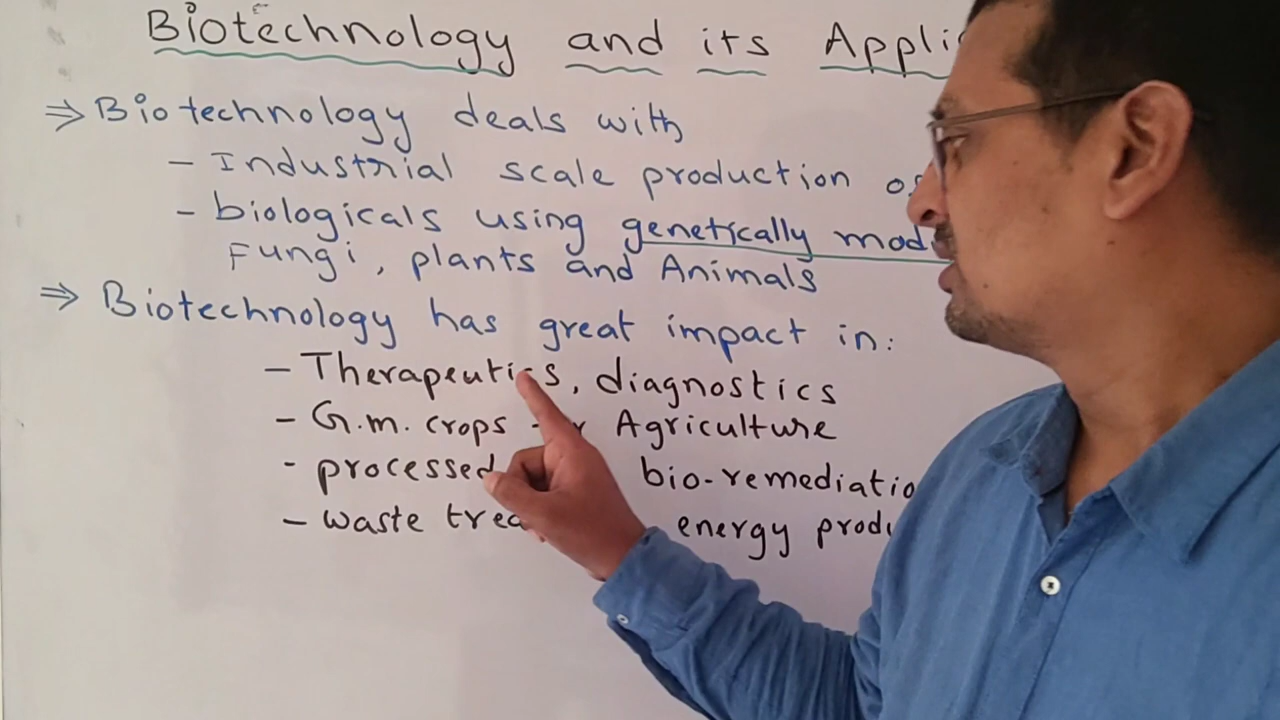 Biotechnology and its Appli
⇒ Biotechnology deals with
- Industrial scale production
- biologicals using genetically mod
Fungi, plants and Animals
⇒ Biotechnology has great impact in:
- Therapeutics, diagnostics
- G.m. crops Agriculture
- processed bio-remediatio
- waste trea energy produ